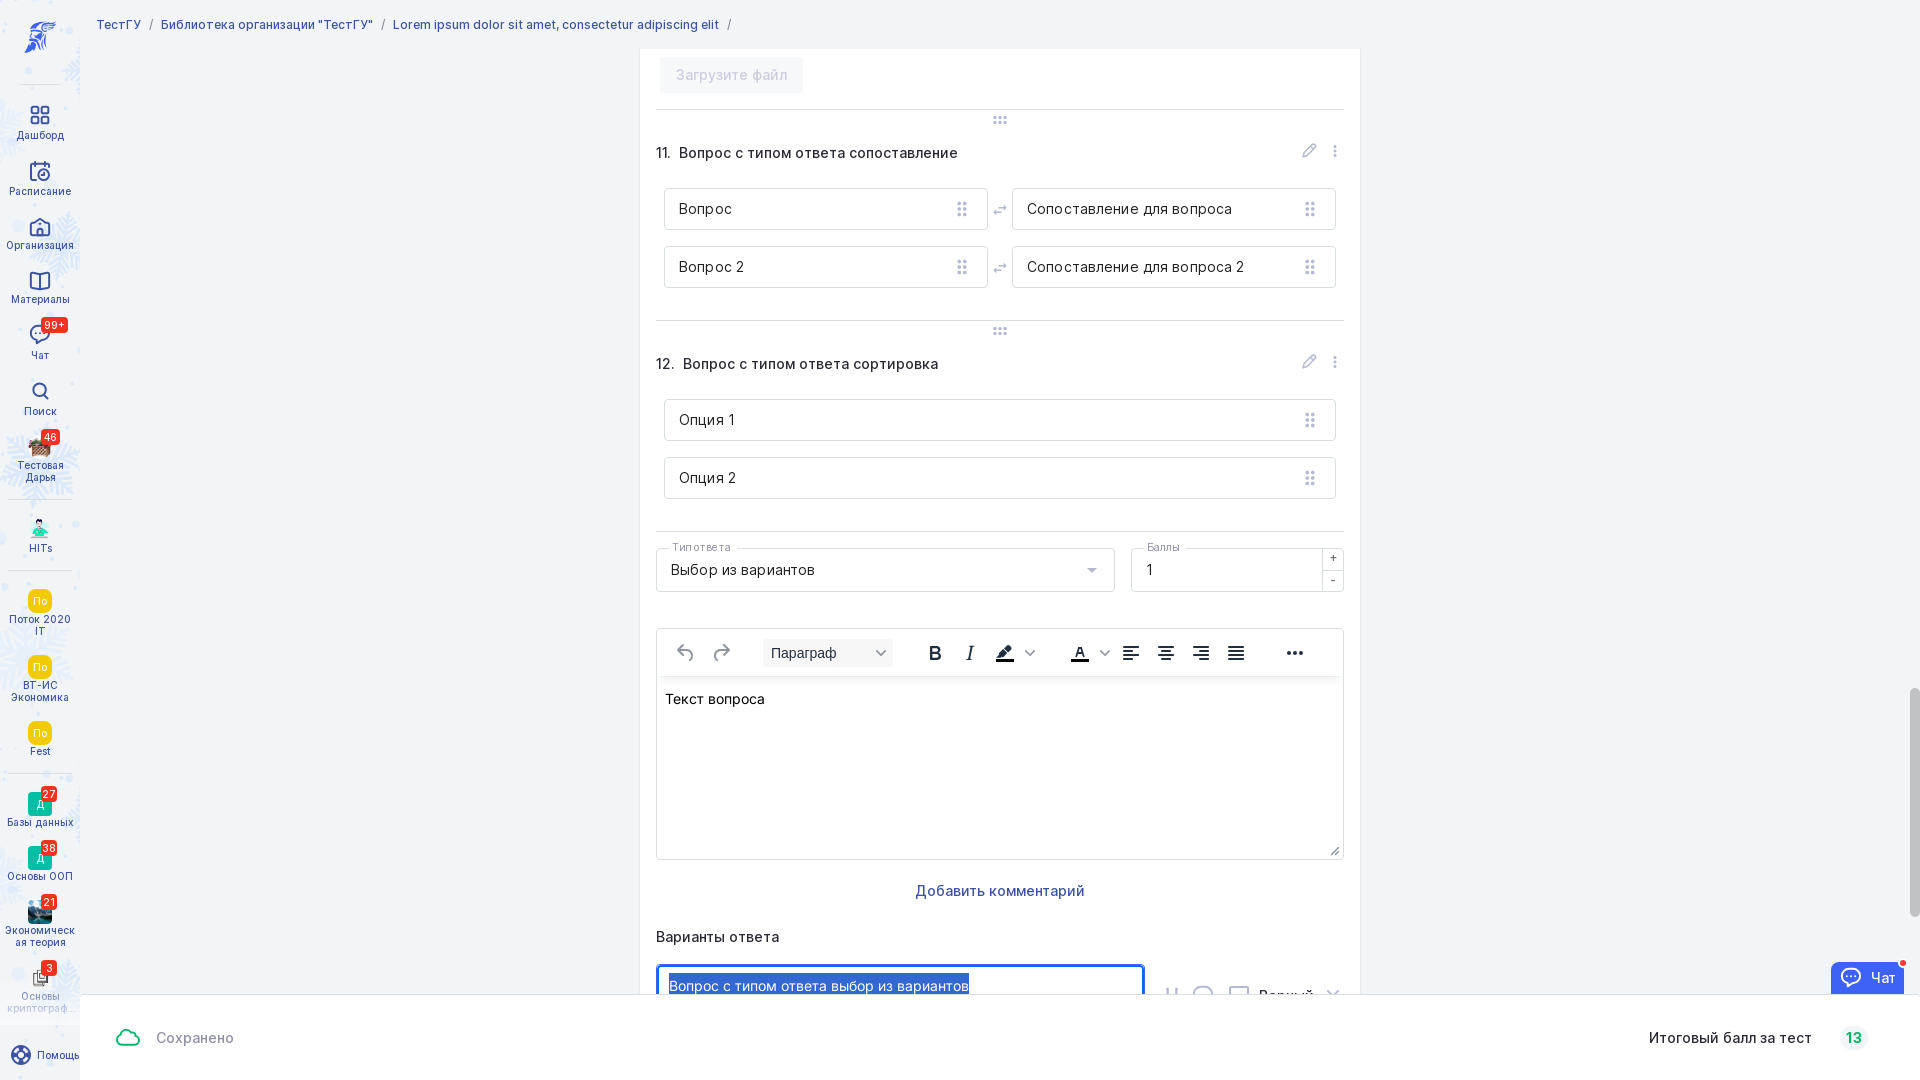 ТестГУ / Библиотека организации "ТестГУ" / Lorem ipsum dolor sit amet, consectetur adipiscing elit /
Дашборд
Расписание
Организация
Материалы
99+
Чат
Поиск
46
Тестовая
Дарья
HITs
По
Поток 2020
IT
По
ВТ-ИС
Экономика
По
Fest
27
Д
Базы данных
38
Д
Основы ООП
21
Экономическ
ая теория
3
Основы
криптограф...
Помощь
Загрузите файл
11. Вопрос с типом ответа сопоставление
Вопрос
Сопоставление для вопроса
Вопрос 2
Сопоставление для вопроса 2
12. Вопрос с типом ответа сортировка
Опция 1
Опция 2
Тип ответа
Выбор из вариантов
Баллы
1
+
-
Параграф
B I A
Текст вопроса
Добавить комментарий
Варианты ответа
Вопрос с типом ответа выбор из вариантов
Верный
Чат
Сохранено
Итоговый балл за тест 13